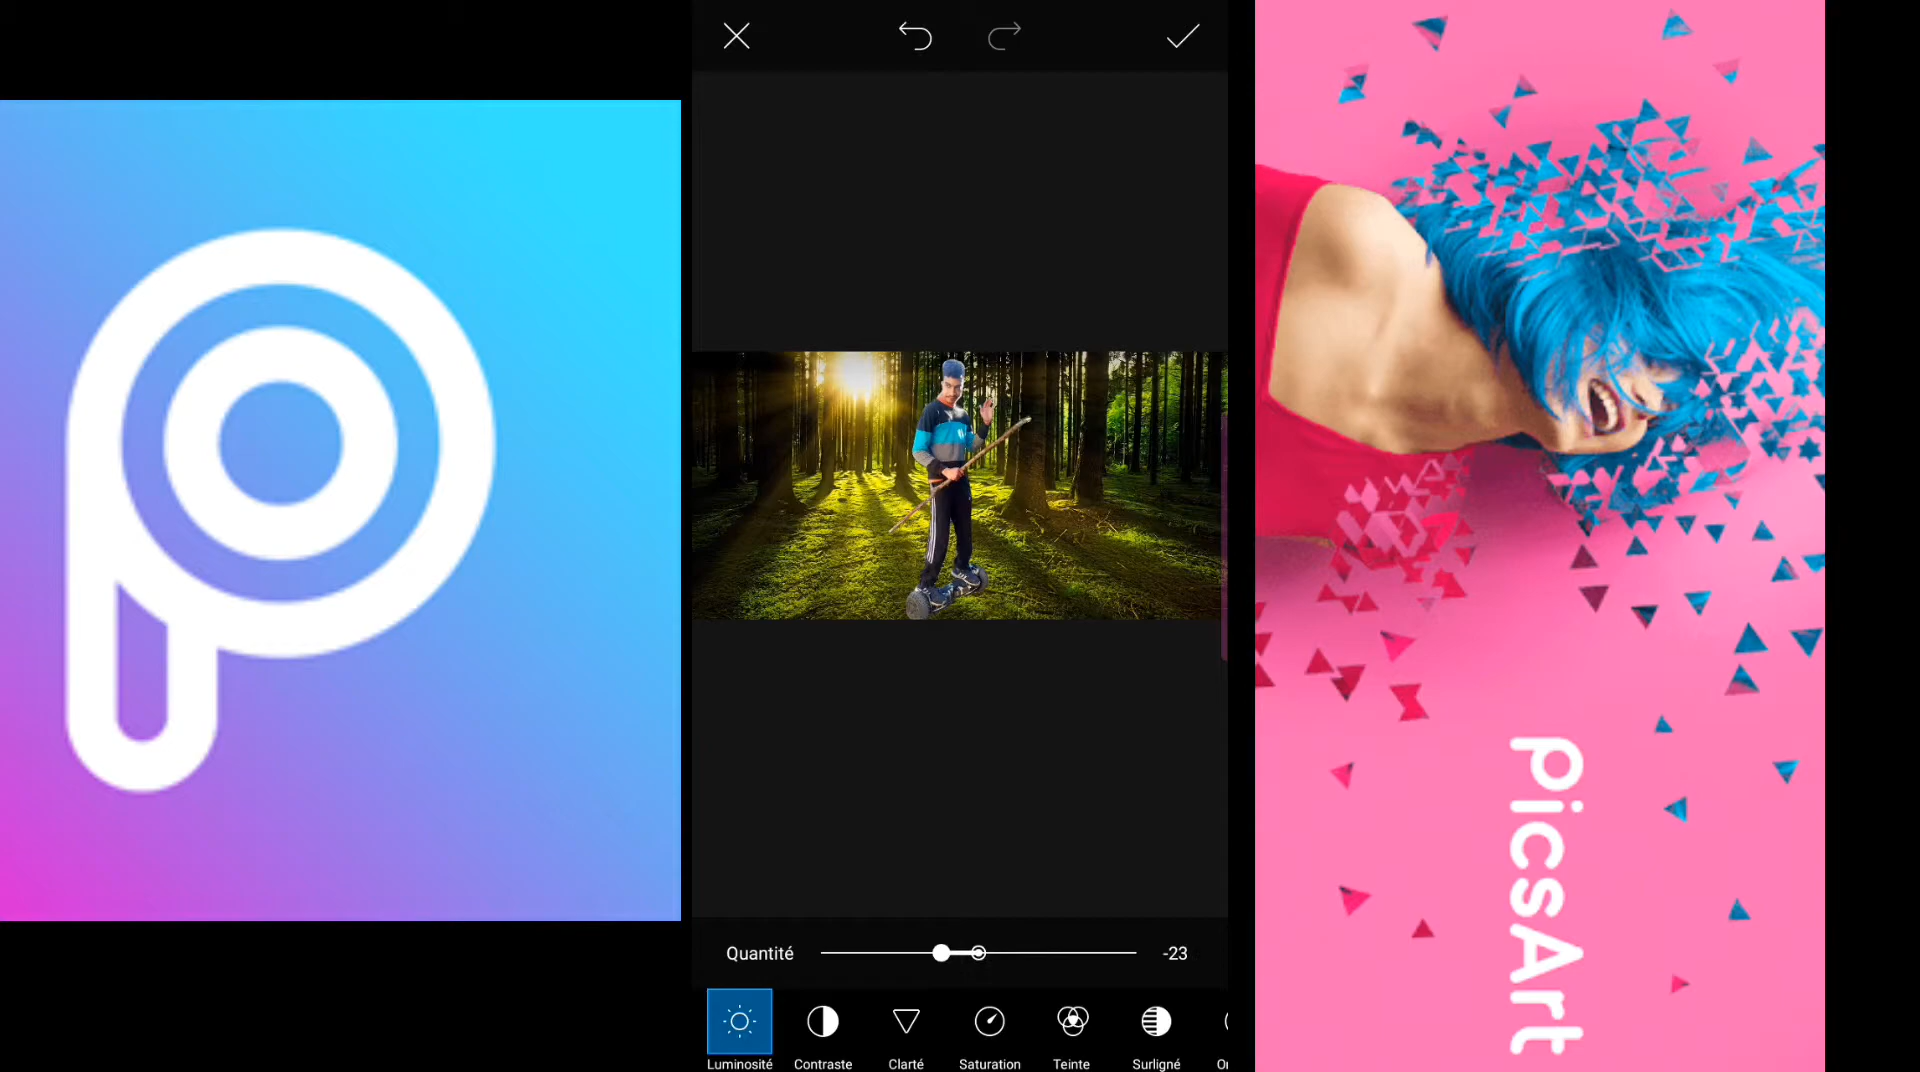 Quantité -23
Luminosité Contraste Clarté Saturation Teinte Surligné
PicsArt